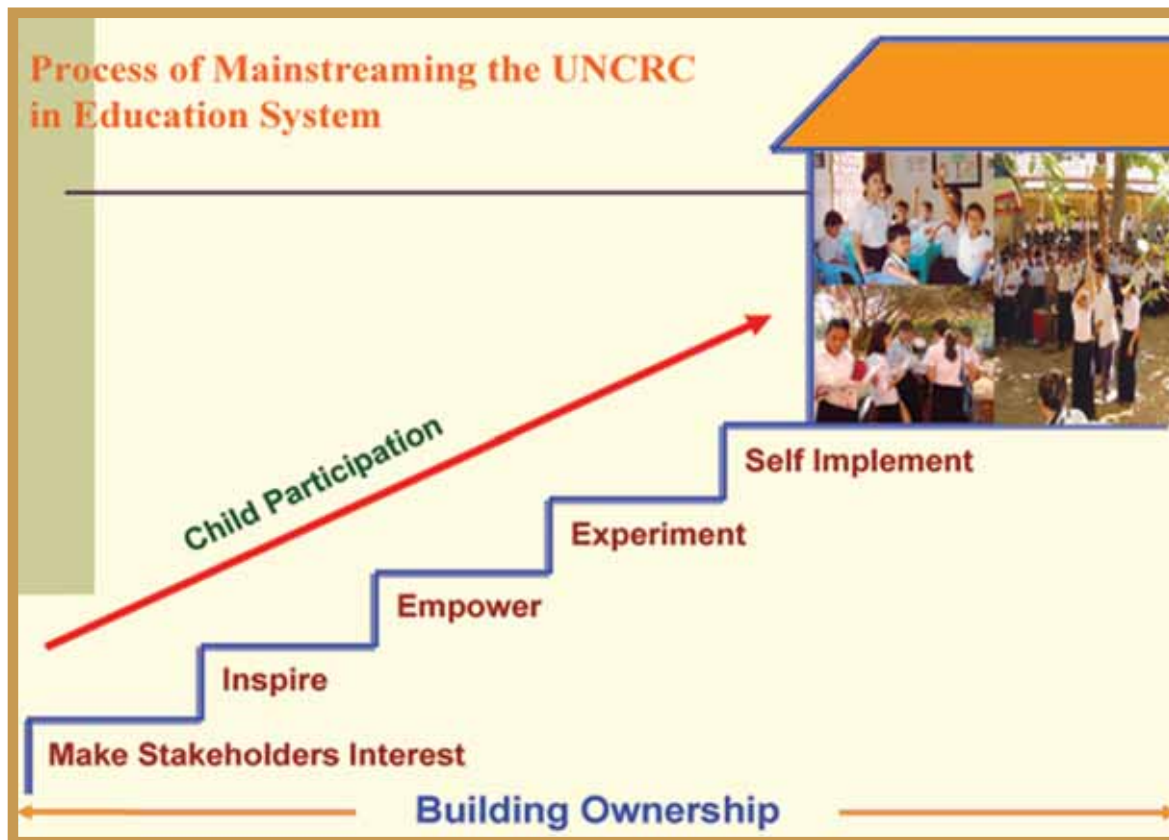 Process of Mainstreaming the UNCRC
in Education System
Child Participation
Self Implement
Experiment
Empower
Inspire
Make Stakeholders Interest
Building Ownership